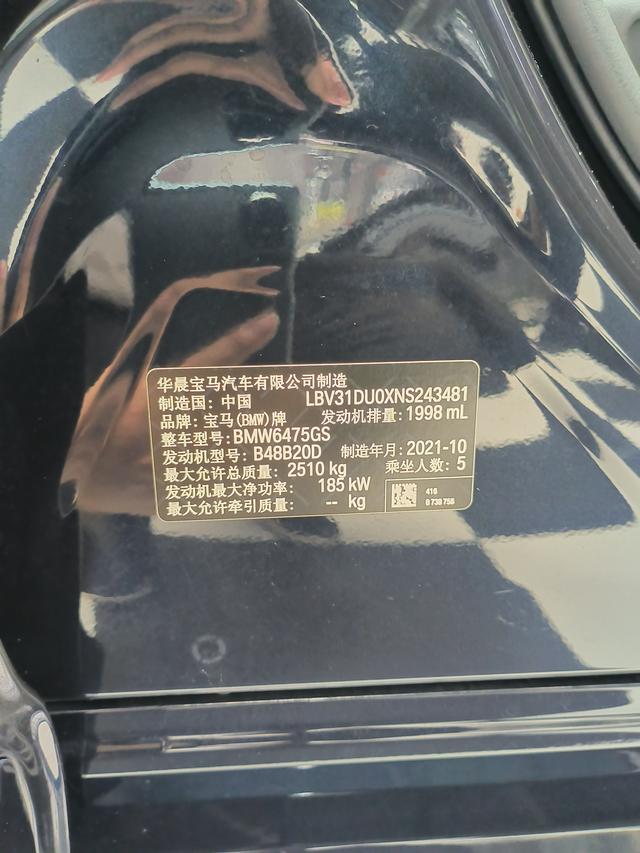 华晨宝马汽车有限公司制造
制造国：中国 LBV31DU0XNS243481
品牌：宝马(BMW)牌 发动机排量：1998 mL
整车型号：BMW6475GS
发动机型号：B48B20D 制造年月：2021-10
最大允许总质量：2510 kg 乘坐人数：5
发动机最大净功率： 185 kW
最大允许牵引质量： -- kg
416